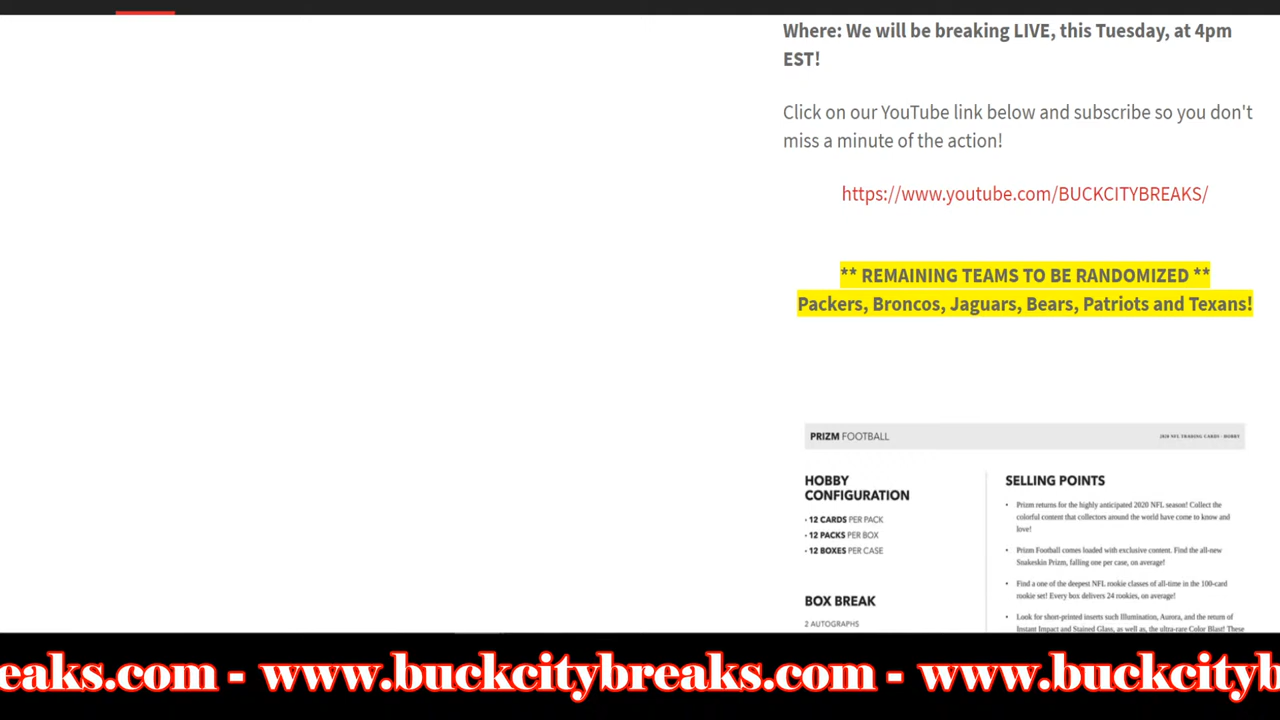 Where: We will be breaking LIVE, this Tuesday, at 4pm
EST!
Click on our YouTube link below and subscribe so you don't
miss a minute of the action!
https://www.youtube.com/BUCKCITYBREAKS/
** REMAINING TEAMS TO BE RANDOMIZED **
Packers, Broncos, Jaguars, Bears, Patriots and Texans!
PRIZM FOOTBALL
2020 NFL TRADING CARDS - HOBBY
HOBBY
CONFIGURATION
· 12 CARDS PER PACK
· 12 PACKS PER BOX
· 12 BOXES PER CASE
BOX BREAK
2 AUTOGRAPHS
SELLING POINTS
• Prizm returns for the highly anticipated 2020 NFL season! Collect the
colorful content that collectors around the world have come to know and
love!
• Prizm Football comes loaded with exclusive content. Find the all-new
Snakeskin Prizm, falling one per case, on average!
• Find a one of the deepest NFL rookie classes of all-time in the 100-card
rookie set! Every box delivers 24 rookies, on average!
• Look for short-printed inserts such Illumination, Aurora, and the return of
Instant Impact and Stained Glass, as well as, the ultra-rare Color Blast! These
eaks.com - www.buckcitybreaks.com - www.buckcityb